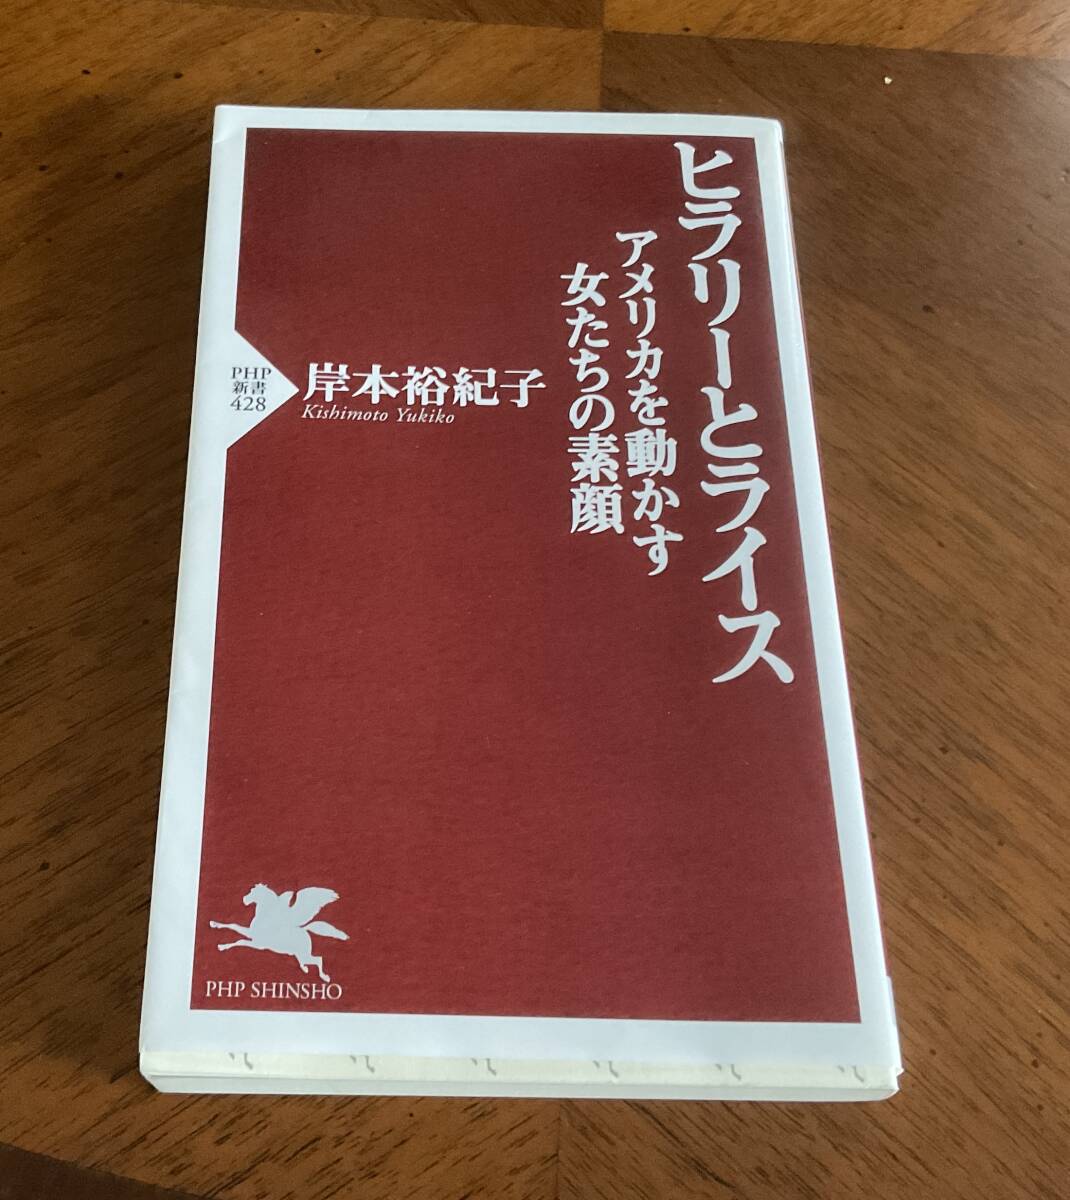 ヒラリーとライス
アメリカを動かす
女たちの素顔
岸本裕紀子
Kishimoto Yukiko
PHP
新書
428
PHP SHINSHO